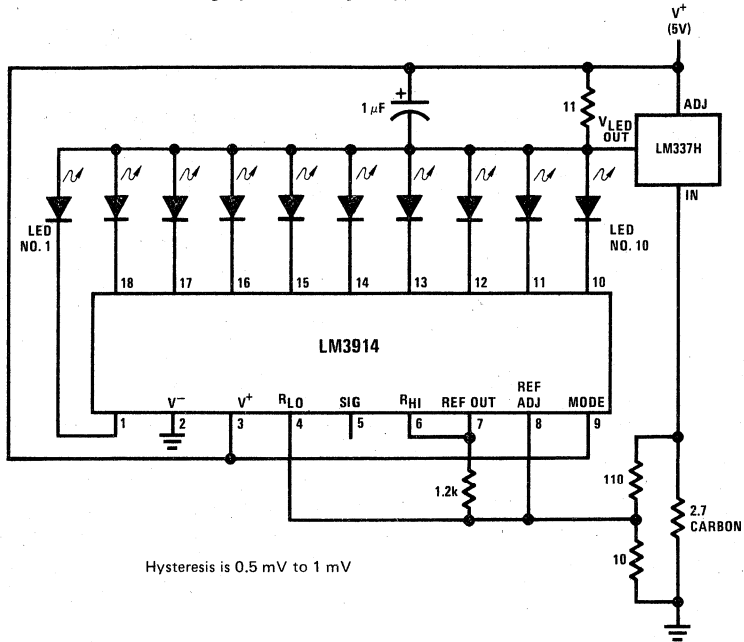 V⁺
(5V)
ADJ
+
1 μF
11
V LED
OUT
LM337H
IN
LED
NO. 1
LED
NO. 10
18
17
16
15
14
13
12
11
10
LM3914
V⁻
V⁺
RLO
SIG
RHI
REF OUT
REF
ADJ
MODE
1
2
3
4
5
6
7
8
9
1.2k
110
2.7
CARBON
10
Hysteresis is 0.5 mV to 1 mV